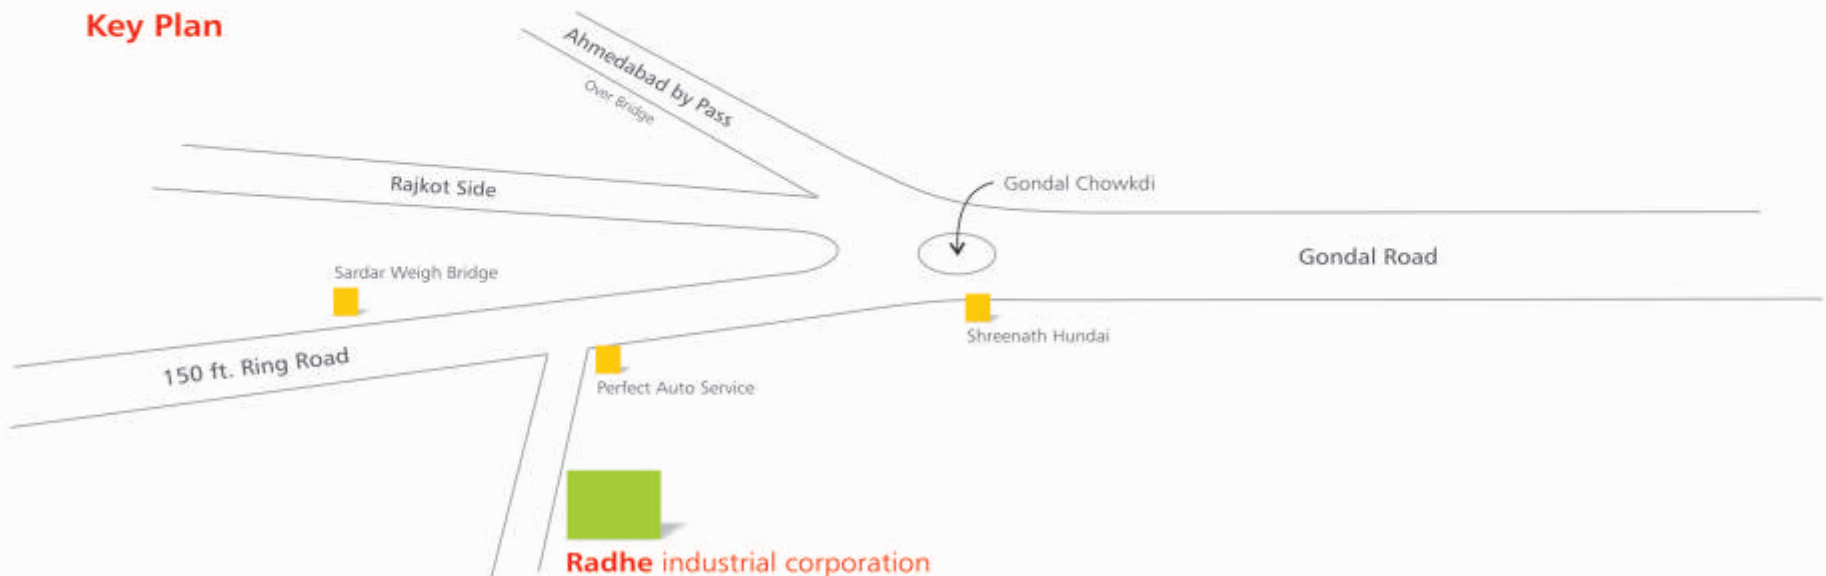 Key Plan
Ahmedabad by Pass
Over Bridge
Rajkot Side
Gondal Chowkdi
Gondal Road
Sardar Weigh Bridge
Shreenath Hundai
150 ft. Ring Road
Perfect Auto Service
Radhe industrial corporation